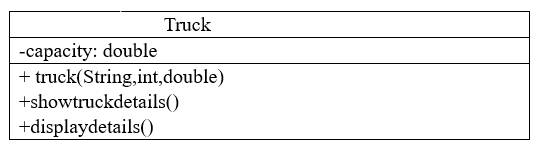 Truck
-capacity: double
+ truck(String,int,double)
+showtruckdetails()
+displaydetails()